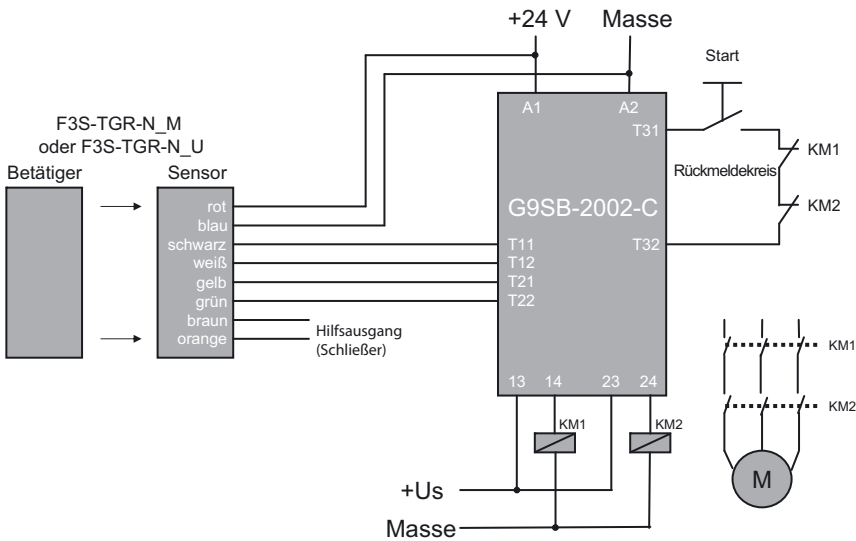 +24 V Masse
Start
A1 A2
T31
F3S-TGR-N_M
oder F3S-TGR-N_U
Betätiger Sensor
KM1
Rückmeldekreis
KM2
rot
blau
schwarz
weiß
gelb
grün
braun
orange
G9SB-2002-C
T11
T12
T21
T22
T32
Hilfsausgang
(Schließer)
13 14 23 24
KM1 KM2
+Us
Masse
KM1
KM2
M